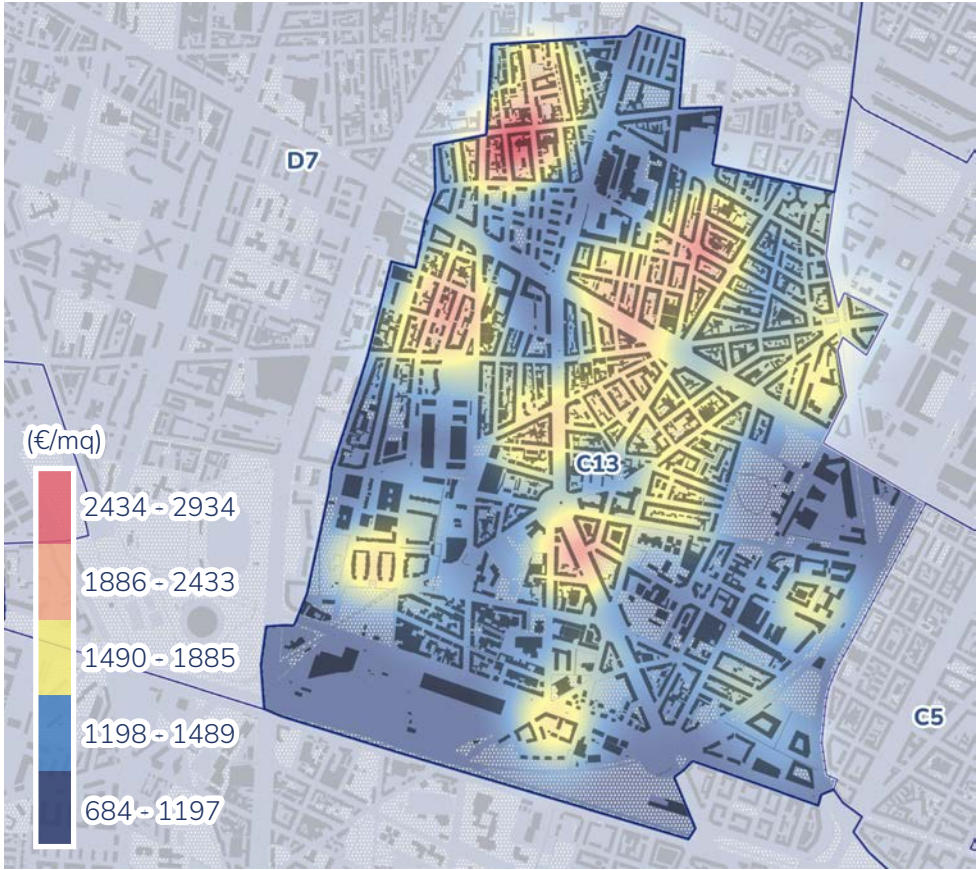 D7
(€/mq)
C13
2434 - 2934
1886 - 2433
1490 - 1885
C5
1198 - 1489
684 - 1197